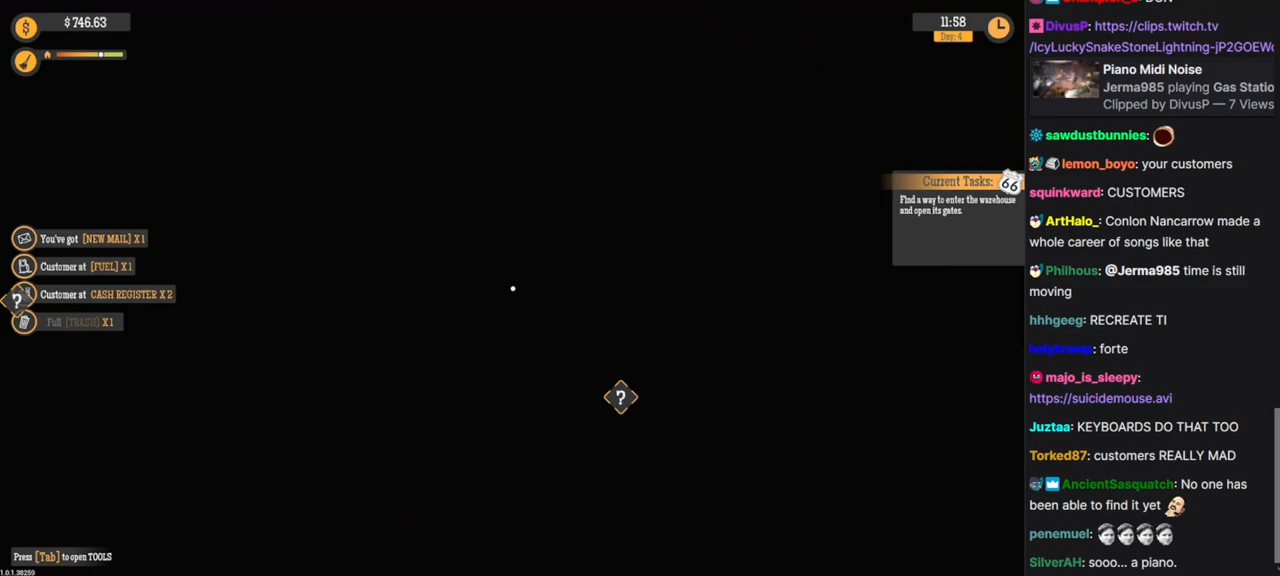 $ 746.63
11:58
Day: 4
Current Tasks:
66
Find a way to enter the warehouse
and open its gates.
You've got [NEW MAIL] X 1
Customer at [FUEL] X 1
Customer at CASH REGISTER X 2
?
Full [TRASH] X 1
?
Press [Tab] to open TOOLS
1.0.1.38259
DivusP: https://clips.twitch.tv
/IcyLuckySnakeStoneLightning-jP2GOEW
Piano Midi Noise
Jerma985 playing Gas Statio
Clipped by DivusP — 7 Views
sawdustbunnies:
lemon_boyo: your customers
squinkward: CUSTOMERS
ArtHalo_: Conlon Nancarrow made a
whole career of songs like that
Philhous: @Jerma985 time is still
moving
hhhgeeg: RECREATE TI
: forte
majo_is_sleepy:
https://suicidemouse.avi
Juztaa: KEYBOARDS DO THAT TOO
Torked87: customers REALLY MAD
AncientSasquatch: No one has
been able to find it yet
penemuel:
SilverAH: sooo... a piano.